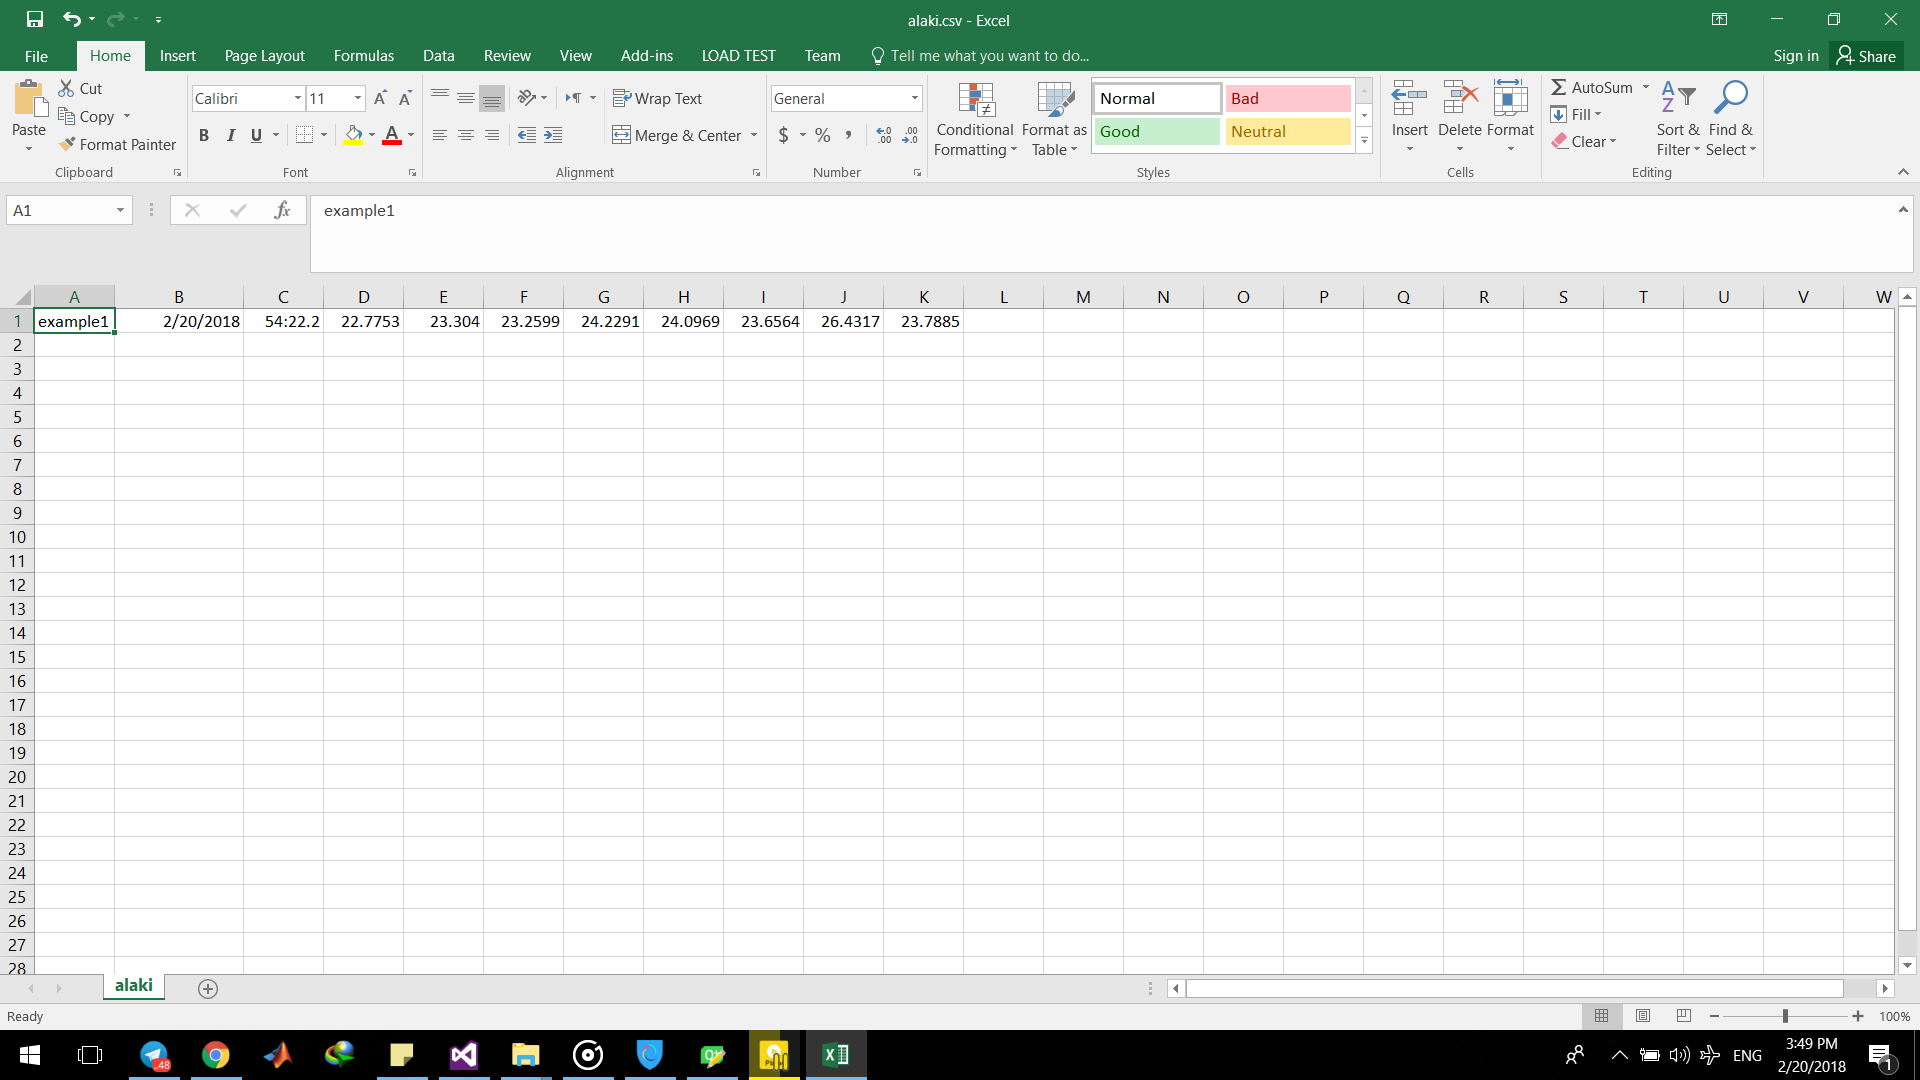 alaki.csv - Excel
File Home Insert Page Layout Formulas Data Review View Add-ins LOAD TEST Team Tell me what you want to do... Sign in Share
Paste
Cut
Copy
Format Painter
Clipboard
Calibri 11
B I U
Font
Wrap Text
Merge & Center
Alignment
General
$ % ,
Number
Conditional Formatting
Format as Table
Normal Bad
Good Neutral
Styles
Insert Delete Format
Cells
AutoSum
Fill
Clear
Sort & Filter
Find & Select
Editing
A1 fx example1
A B C D E F G H I J K L M N O P Q R S T U V W
1 example1 2/20/2018 54:22.2 22.7753 23.304 23.2599 24.2291 24.0969 23.6564 26.4317 23.7885
2
3
4
5
6
7
8
9
10
11
12
13
14
15
16
17
18
19
20
21
22
23
24
25
26
27
28
alaki
Ready 100%
.48 ENG 3:49 PM
2/20/2018 1